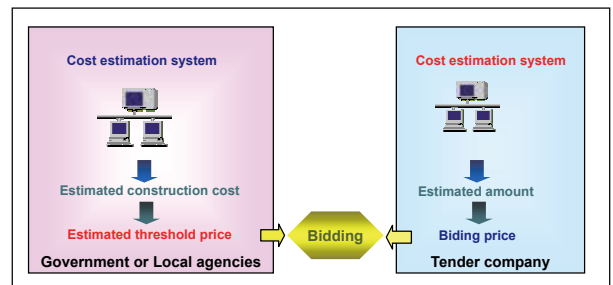 Cost estimation system
Estimated construction cost
Estimated threshold price
Government or Local agencies
Bidding
Cost estimation system
Estimated amount
Biding price
Tender company